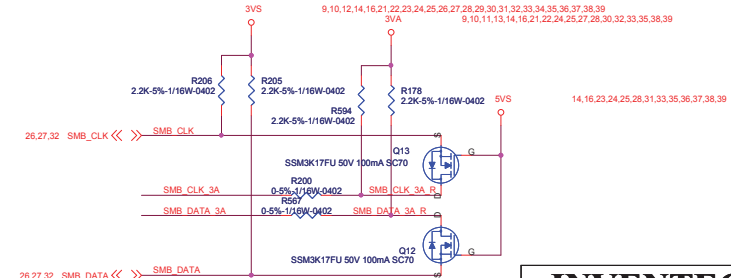 3VS
9,10,12,14,16,21,22,23,24,25,26,27,28,29,30,31,32,33,34,35,36,37,38,39
9,10,11,13,14,16,21,22,24,25,27,28,30,32,33,35,38,39
3VA
R206
2.2K-5%-1/16W-0402
R205
2.2K-5%-1/16W-0402
R178
2.2K-5%-1/16W-0402
R594
2.2K-5%-1/16W-0402
5VS
14,16,23,24,25,28,31,33,35,36,37,38,39
26,27,32 SMB_CLK
SMB_CLK
S
Q13
G
SSM3K17FU 50V 100mA SC70
R200
0-5%-1/16W-0402
SMB_CLK_3A
SMB_CLK_3A_R
D
R567
0-5%-1/16W-0402
SMB_DATA_3A
SMB_DATA_3A_R
D
Q12
G
SSM3K17FU 50V 100mA SC70
26,27,32 SMB_DATA
SMB_DATA
S